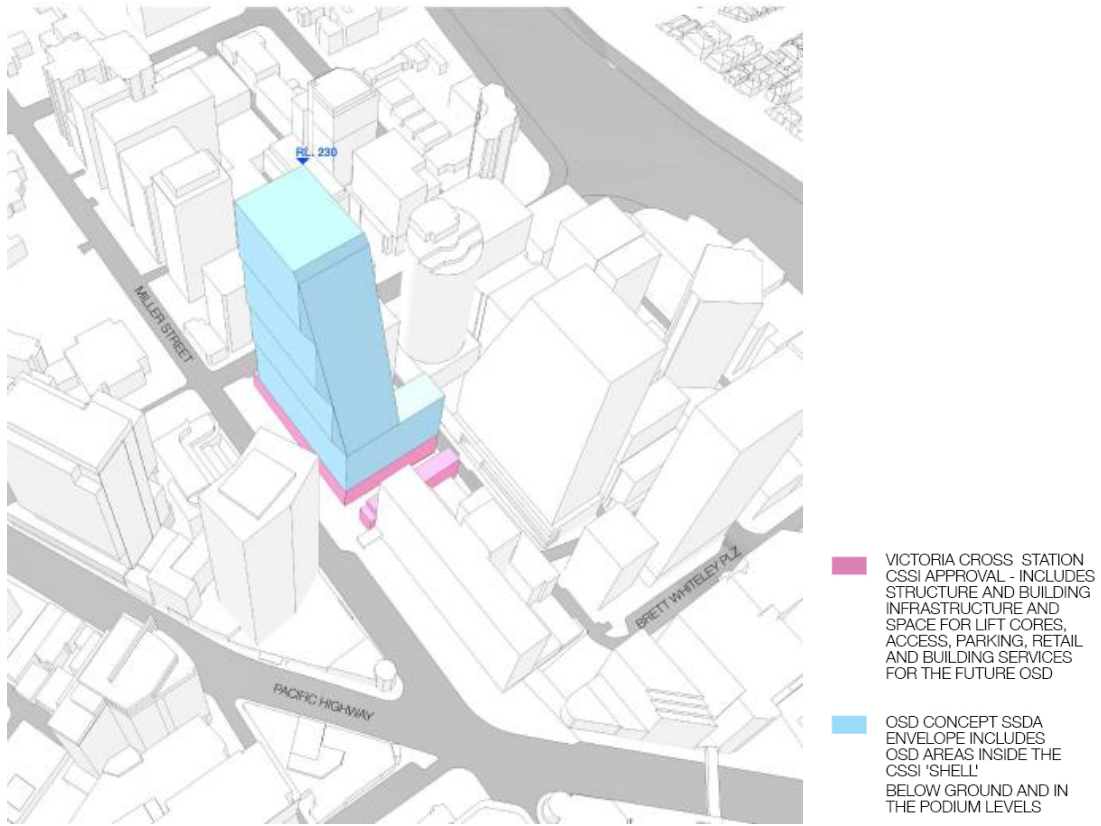 RL. 230
MILLER STREET
BRETT WHITELEY PLZ
PACIFIC HIGHWAY
VICTORIA CROSS STATION
CSSI APPROVAL - INCLUDES
STRUCTURE AND BUILDING
INFRASTRUCTURE AND
SPACE FOR LIFT CORES,
ACCESS, PARKING, RETAIL
AND BUILDING SERVICES
FOR THE FUTURE OSD
OSD CONCEPT SSDA
ENVELOPE INCLUDES
OSD AREAS INSIDE THE
CSSI 'SHELL'
BELOW GROUND AND IN
THE PODIUM LEVELS